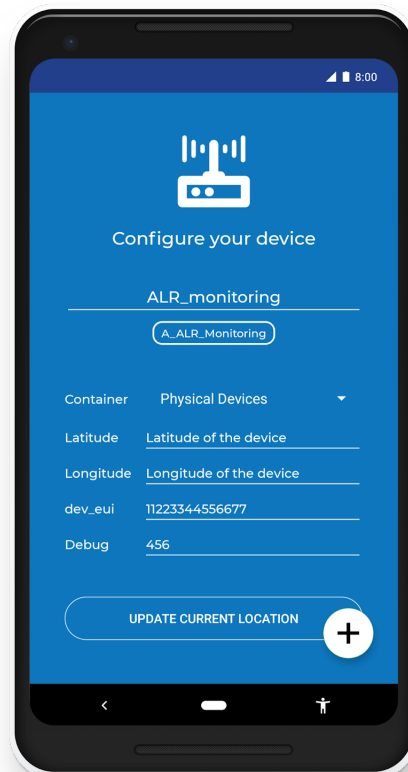 8:00
Configure your device
ALR_monitoring
A_ALR_Monitoring
Container Physical Devices
Latitude Latitude of the device
Longitude Longitude of the device
dev_eui 11223344556677
Debug 456
UPDATE CURRENT LOCATION